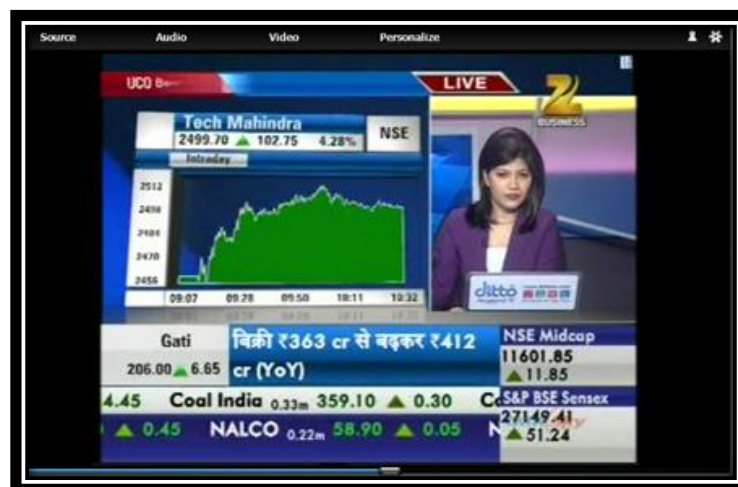 Source Audio Video Personalize
UCO
LIVE
Z
BUSINESS
Tech Mahindra
2499.70 ▲ 102.75 4.28%
NSE
Intraday
2512
2498
2484
2470
2456
09:07 09:28 09:50 10:11 10:32
ditto
Gati
206.00 ▲ 6.65
बिक्री ₹363 cr से बढ़कर ₹412
cr (YoY)
NSE Midcap
11601.85
▲ 11.85
4.45 Coal India 0.33m 359.10 ▲ 0.30
S&P BSE Sensex
27149.41
▲ 51.24
▲ 0.45 NALCO 0.22m 58.90 ▲ 0.05 N